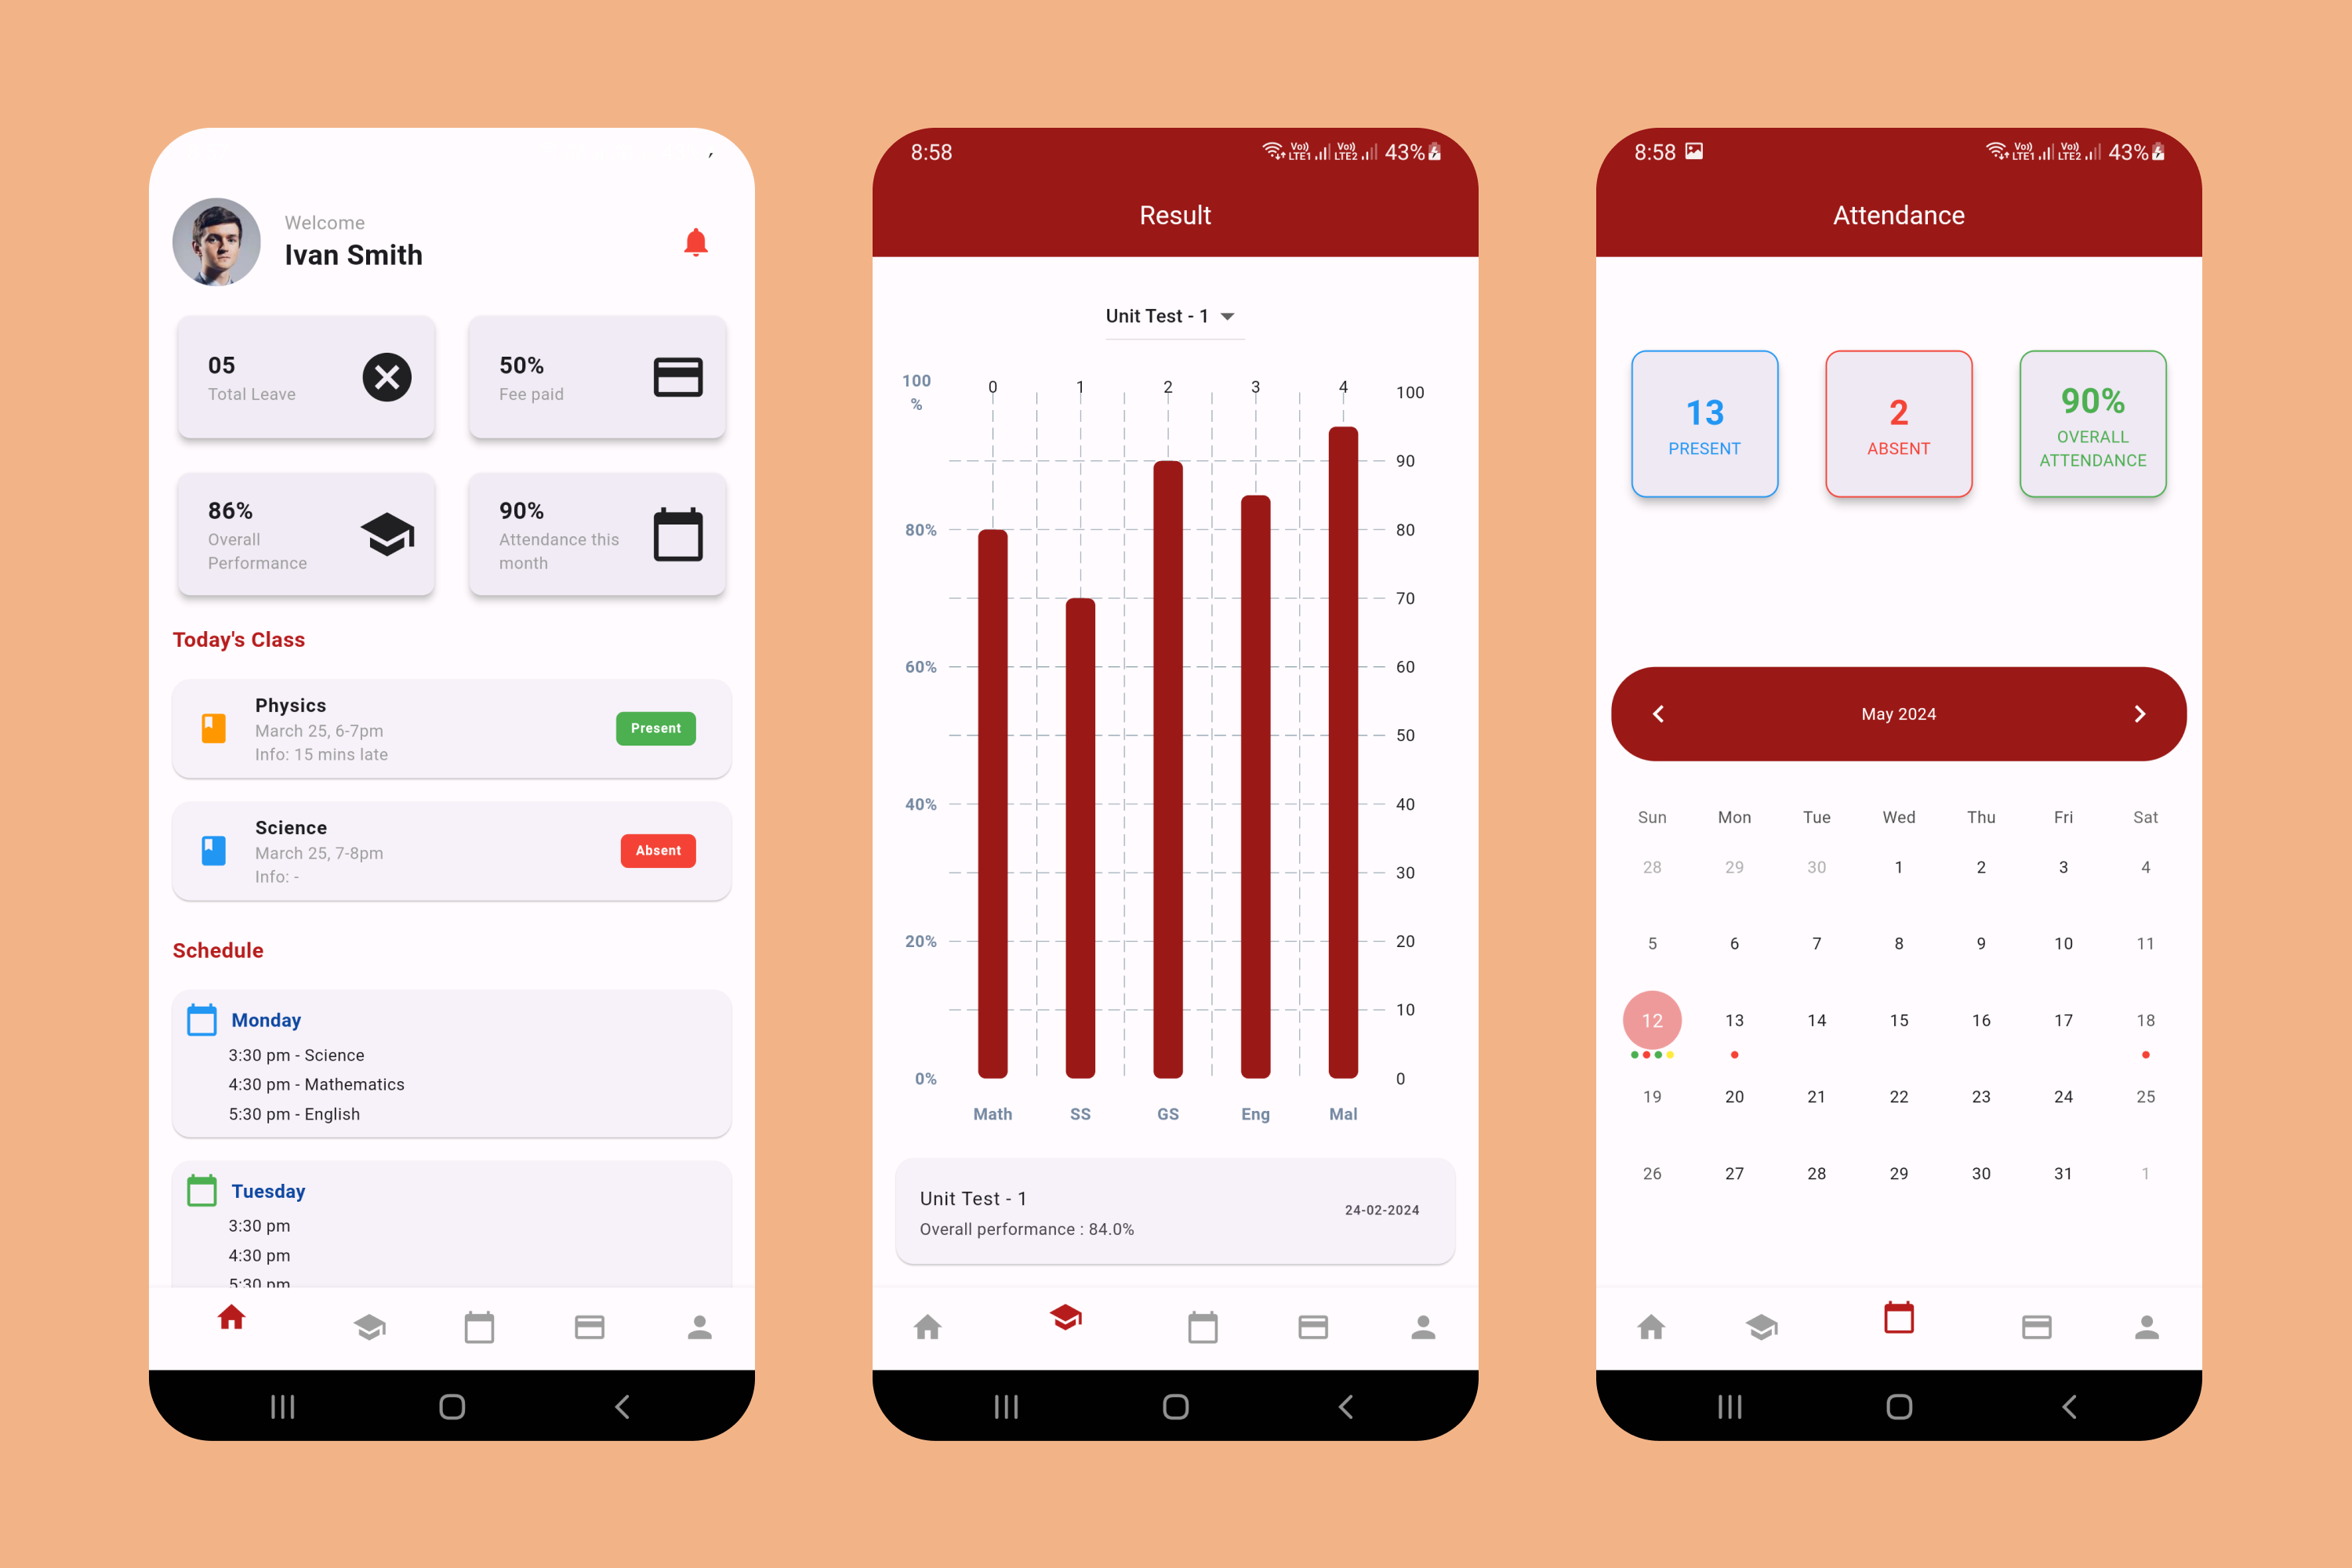 Welcome
Ivan Smith
05
Total Leave
50%
Fee paid
86%
Overall
Performance
90%
Attendance this
month
Today's Class
Physics
March 25, 6-7pm
Info: 15 mins late
Present
Science
March 25, 7-8pm
Info: -
Absent
Schedule
Monday
3:30 pm - Science
4:30 pm - Mathematics
5:30 pm - English
Tuesday
3:30 pm
4:30 pm
5:30 pm
8:58
Vo))
LTE1
Vo))
LTE2
43%
Result
Unit Test - 1
100
%
0
1
2
3
4
100
90
80%
80
70
60%
60
50
40%
40
30
20%
20
10
0%
0
Math
SS
GS
Eng
Mal
Unit Test - 1
Overall performance : 84.0%
24-02-2024
8:58
Vo))
LTE1
Vo))
LTE2
43%
Attendance
13
PRESENT
2
ABSENT
90%
OVERALL
ATTENDANCE
May 2024
Sun Mon Tue Wed Thu Fri Sat
28 29 30 1 2 3 4
5 6 7 8 9 10 11
12 13 14 15 16 17 18
19 20 21 22 23 24 25
26 27 28 29 30 31 1